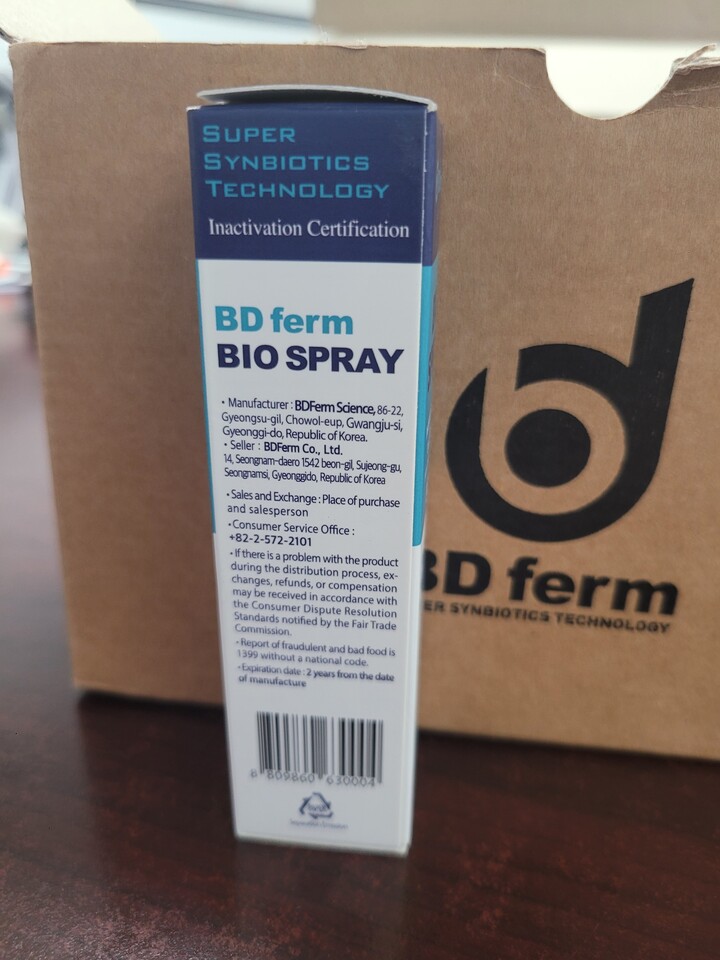 SUPER
SYNBIOTICS
TECHNOLOGY
Inactivation Certification
BD ferm
BIO SPRAY
• Manufacturer : BDFerm Science, 86-22,
Gyeongsu-gil, Chowol-eup, Gwangju-si,
Gyeonggi-do, Republic of Korea.
• Seller : BDFerm Co., Ltd.
14, Seongnam-daero 1542 beon-gil, Sujeong-gu,
Seongnamsi, Gyeonggido, Republic of Korea
• Sales and Exchange : Place of purchase
and salesperson
• Consumer Service Office :
+82-2-572-2101
• If there is a problem with the product
during the distribution process, ex-
changes, refunds, or compensation
may be received in accordance with
the Consumer Dispute Resolution
Standards notified by the Fair Trade
Commission.
• Report of fraudulent and bad food is
1399 without a national code.
• Expiration date : 2 years from the date
of manufacture
8 809860 630004
BD ferm
ER SYNBIOTICS TECHNOLOGY